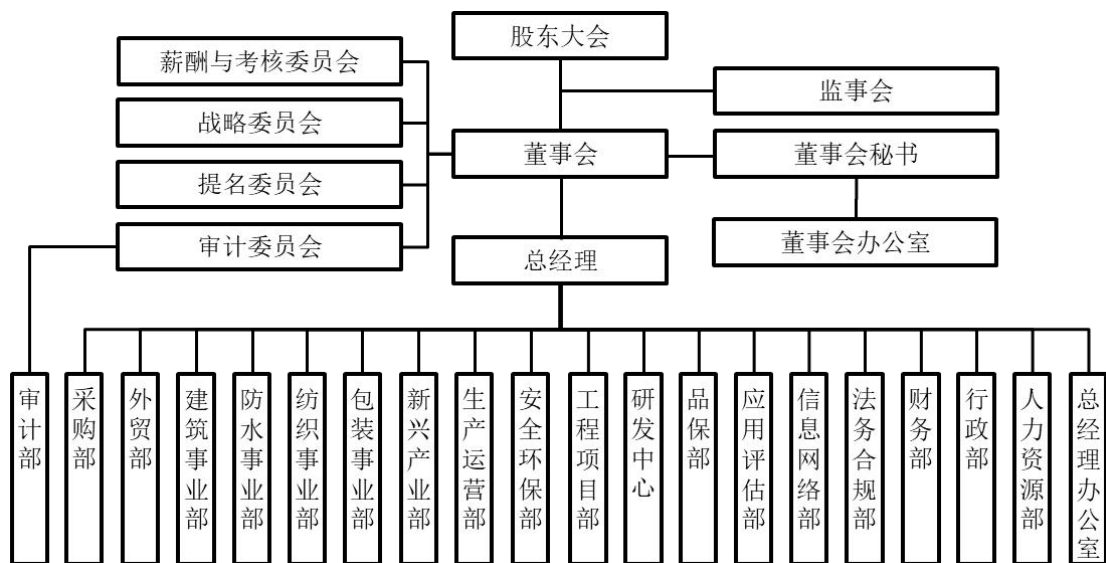 股东大会
薪酬与考核委员会
监事会
战略委员会
董事会
董事会秘书
提名委员会
审计委员会
总经理
董事会办公室
审计部
采购部
外贸部
建筑事业部
防水事业部
纺织事业部
包装事业部
新兴产业部
生产运营部
安全环保部
工程项目部
研发中心
品保部
应用评估部
信息网络部
法务合规部
财务部
行政部
人力资源部
总经理办公室